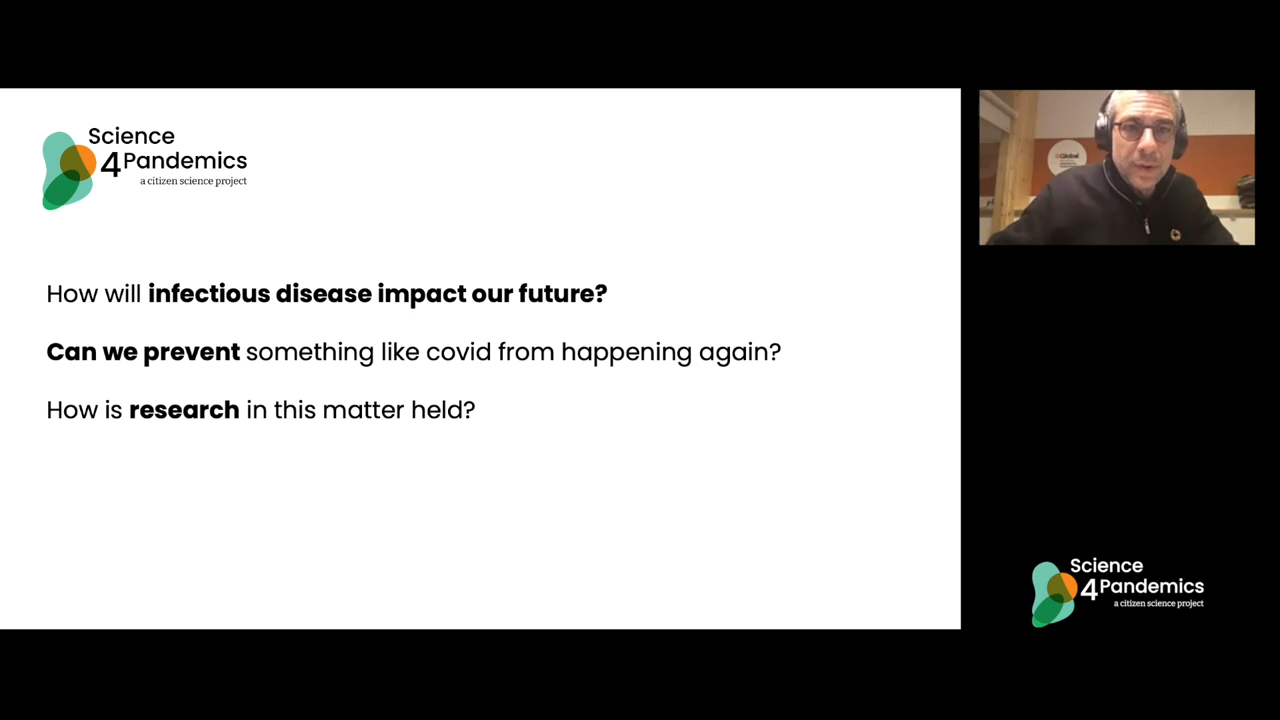 Science
4Pandemics
a citizen science project
How will infectious disease impact our future?
Can we prevent something like covid from happening again?
How is research in this matter held?
Global
Science
4Pandemics
a citizen science project